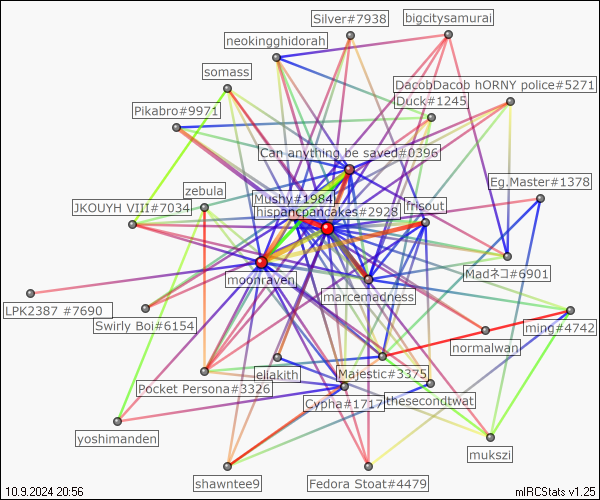 Silver#7938
bigcitysamurai
neokingghidorah
somass
DacobDacob hORNY police#5271
Duck#1245
Pikabro#9971
Can anything be saved#0396
Eg.Master#1378
zebula
Mushy#1984
frisout
JKOUYH VIII#7034
hispancpancakes#2928
Madネコ#6901
moonraven
marcemadness
LPK2387 #7690
Swirly Boi#6154
ming#4742
normalwan
eliakith
Majestic#3375
Pocket Persona#3326
Cypha#1717
thesecondtwat
yoshimanden
mukszi
shawntee9
Fedora Stoat#4479
10.9.2024 20:56
mIRCStats v1.25